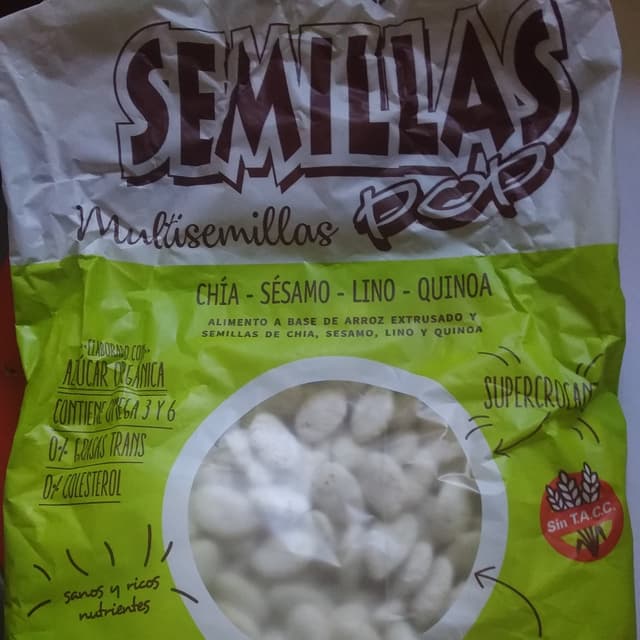 SEMILLAS
POP
Multisemillas
CHÍA - SÉSAMO - LINO - QUINOA
ALIMENTO A BASE DE ARROZ EXTRUSADO Y
SEMILLAS DE CHIA, SESAMO, LINO Y QUINOA
ELABORADO CON
AZÚCAR ORGÁNICA
CONTIENE OMEGA 3 Y 6
0% GRASAS TRANS
0% COLESTEROL
sanos y ricos
nutrientes
Sin T.A.C.C.